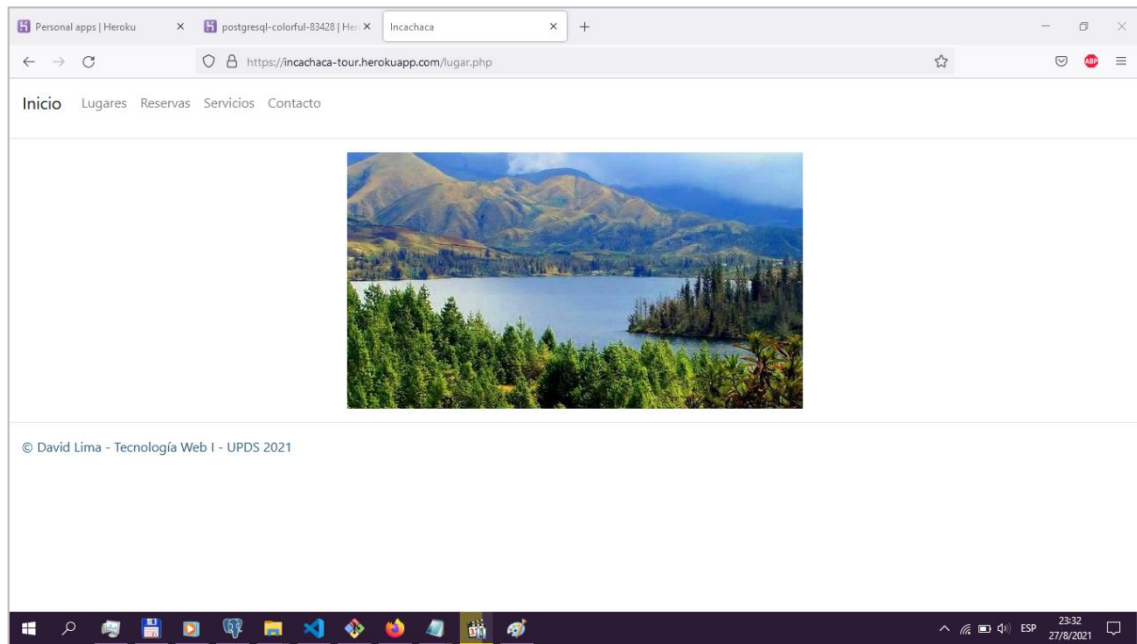 Personal apps | Heroku
postgresql-colorful-83428 | Her
Incachaca
https://incachaca-tour.herokuapp.com/lugar.php
ABP
Inicio Lugares Reservas Servicios Contacto
© David Lima - Tecnología Web I - UPDS 2021
ESP
23:32
27/8/2021